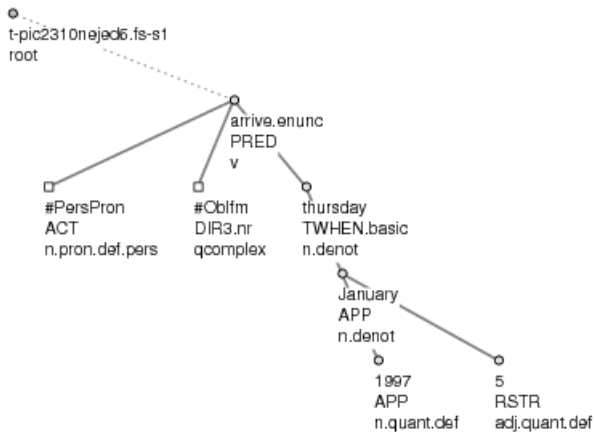 t-pic2310nejed6.fs-s1
root
arrive.enunc
PRED
v
#PersPron
ACT
n.pron.def.pers
#Oblfm
DIR3.nr
qcomplex
thursday
TWHEN.basic
n.denot
January
APP
n.denot
1997
APP
n.quant.def
5
RSTR
adj.quant.def